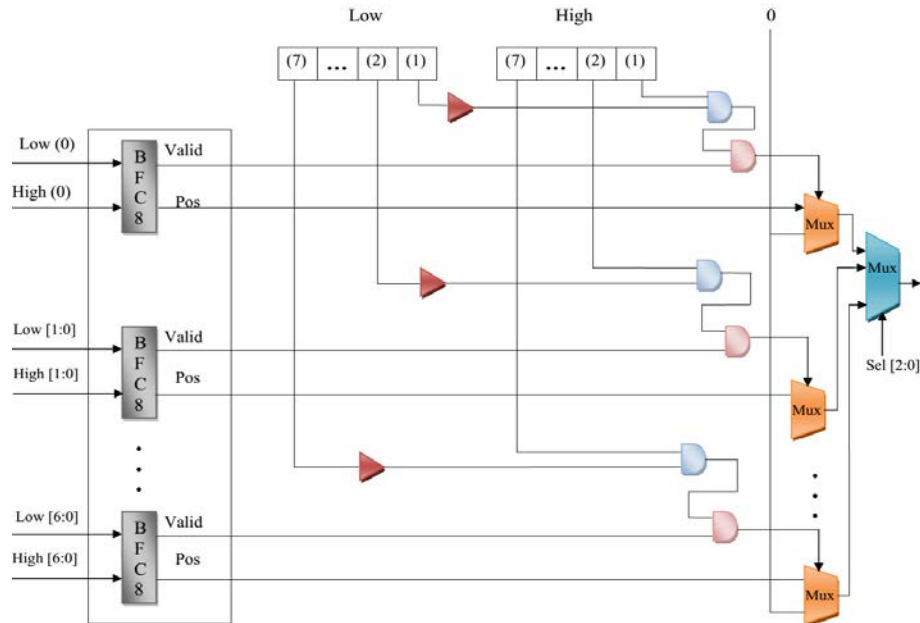 Low High 0
(7) ... (2) (1) (7) ... (2) (1)
Low (0)
High (0)
B
F
C
8
Valid
Pos
Mux
Mux
Sel [2:0]
Low [1:0]
High [1:0]
B
F
C
8
Valid
Pos
Mux
Low [6:0]
High [6:0]
B
F
C
8
Valid
Pos
Mux